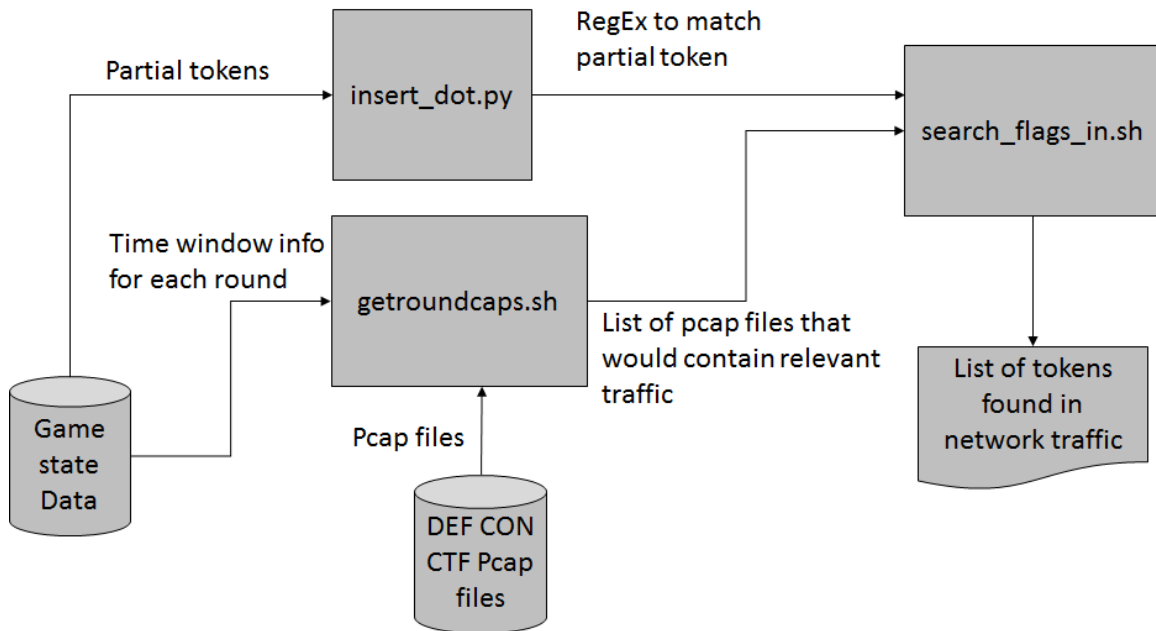 RegEx to match
partial token
Partial tokens
insert_dot.py
search_flags_in.sh
Time window info
for each round
getroundcaps.sh
List of pcap files that
would contain relevant
traffic
List of tokens
found in
network traffic
Game
state
Data
Pcap files
DEF CON
CTF Pcap
files